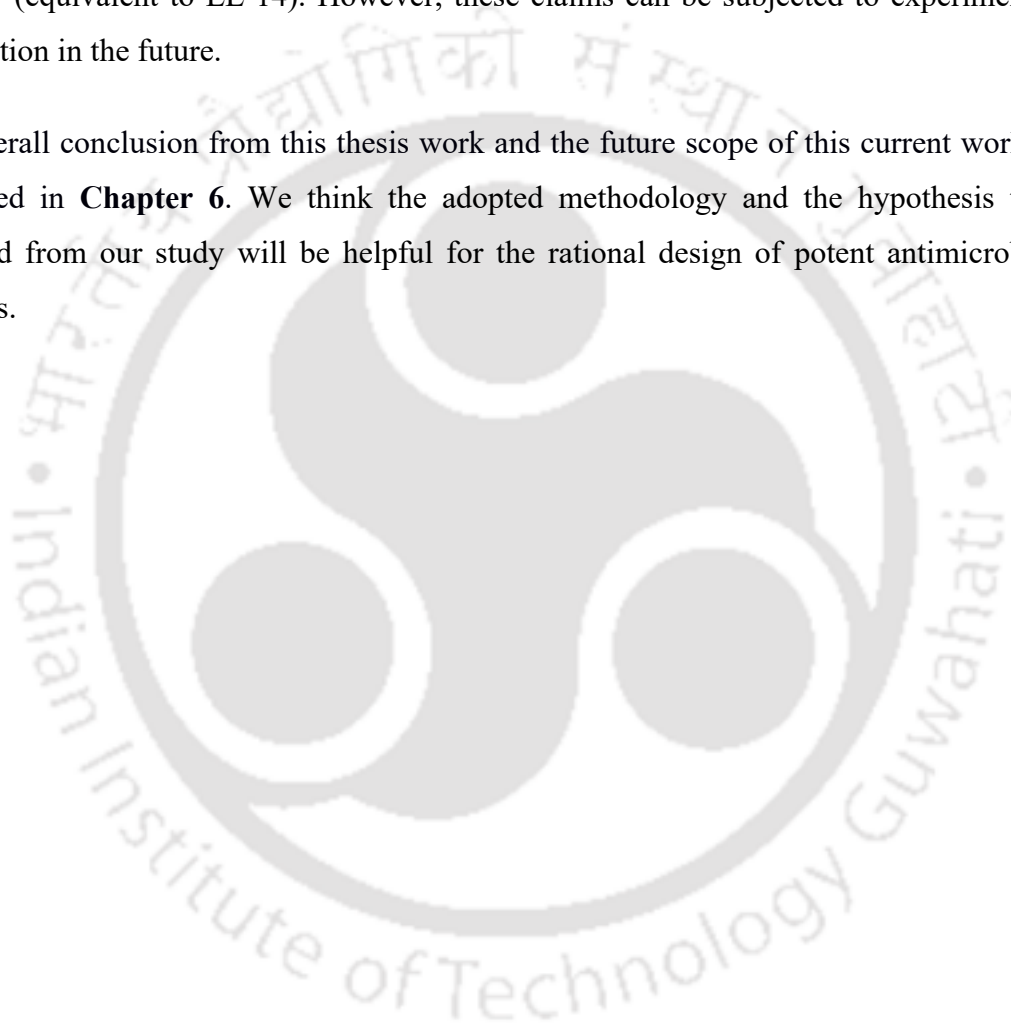 (equivalent to LL-14). However, these claims can be subjected to
tion in the future.
erall conclusion from this thesis work and the future scope of this current wor
ed in Chapter 6. We think the adopted methodology and the hypothesis
d from our study will be helpful for the rational design of potent antimicro
s.
भारतीय प्रौद्योगिकी संस्थान गुवाहाटी
Indian Institute of Technology Guwahati